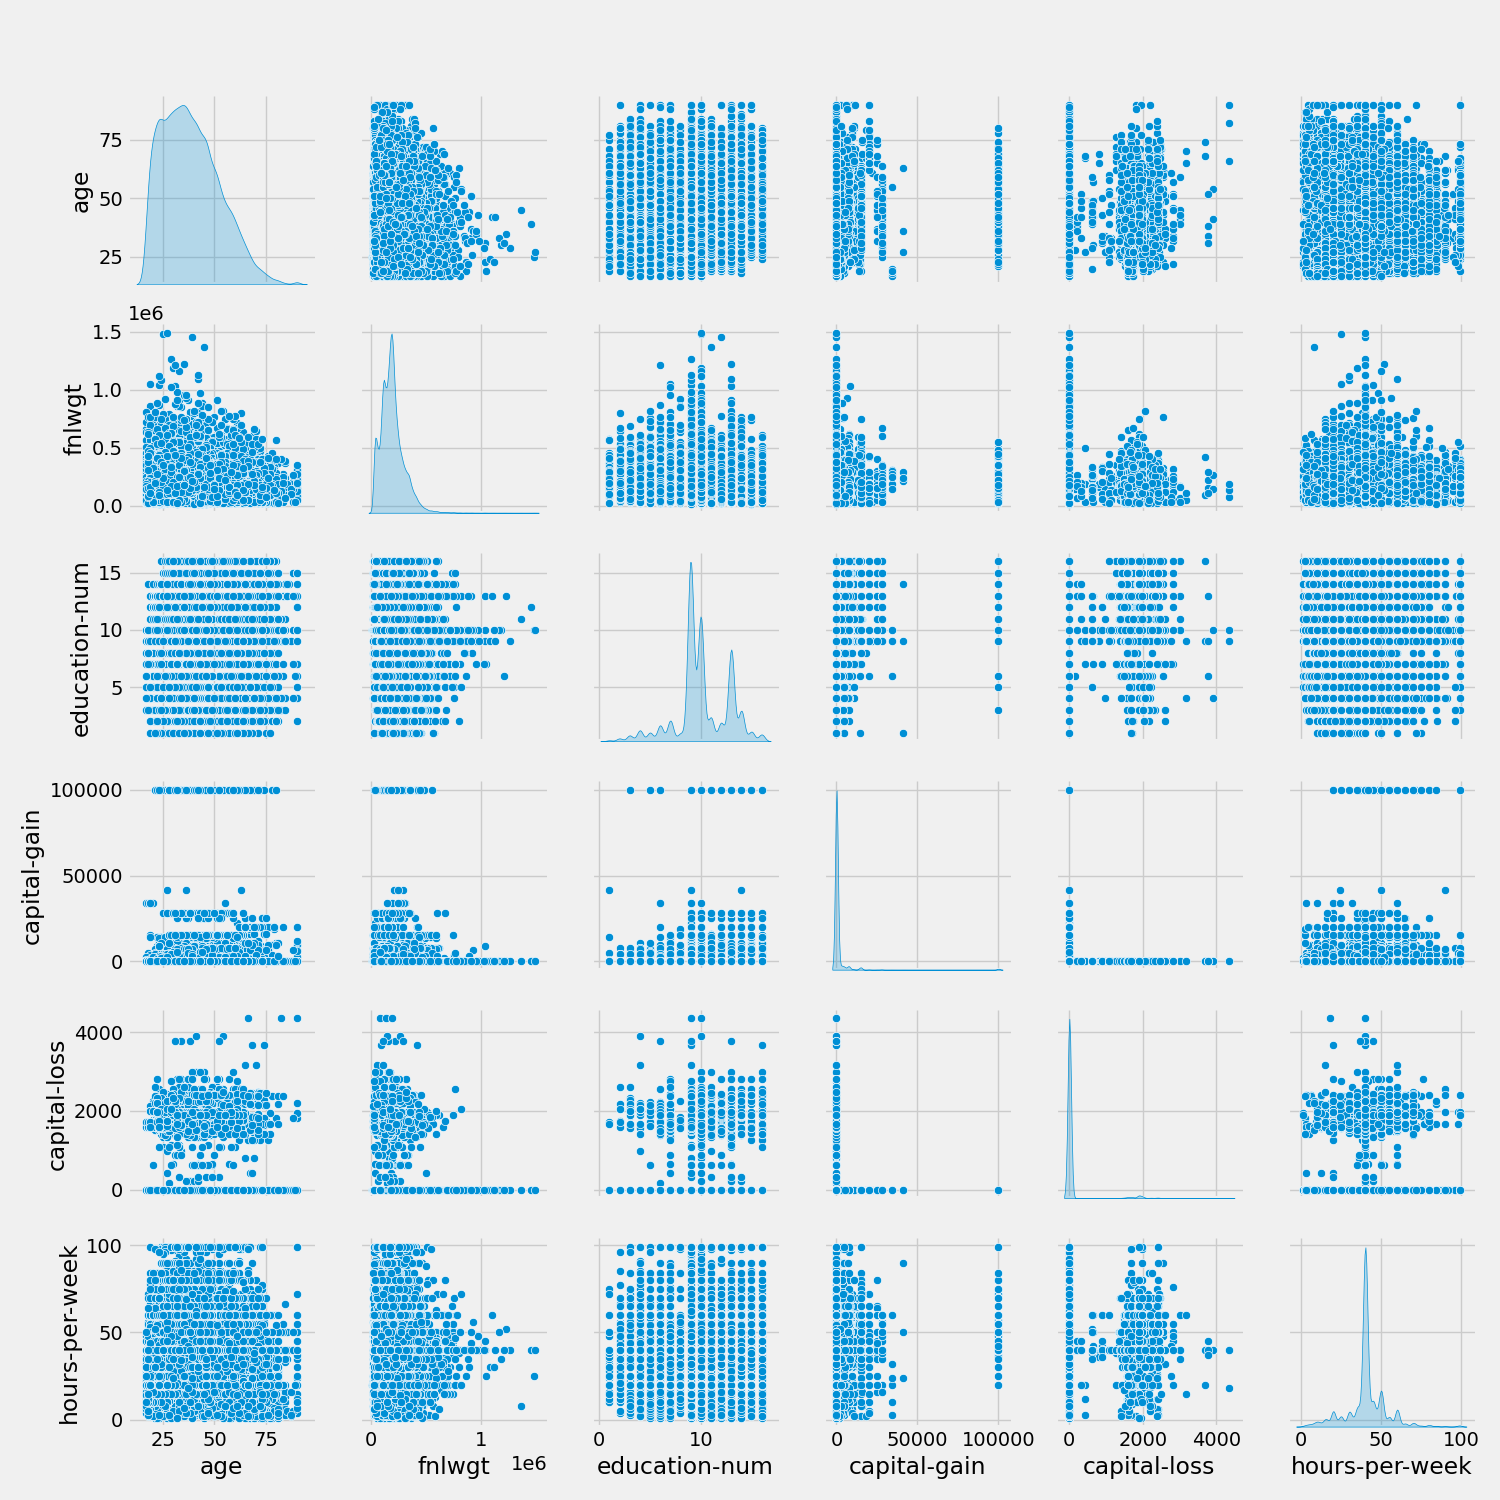 75
50
25
age
1e6
1.5
1.0
0.5
0.0
fnlwgt
15
10
5
education-num
100000
50000
0
capital-gain
4000
2000
0
capital-loss
100
50
0
hours-per-week
25 50 75
0 1
0 10
0 50000 100000
0 2000 4000
0 50 100
1e6
age
fnlwgt
education-num
capital-gain
capital-loss
hours-per-week